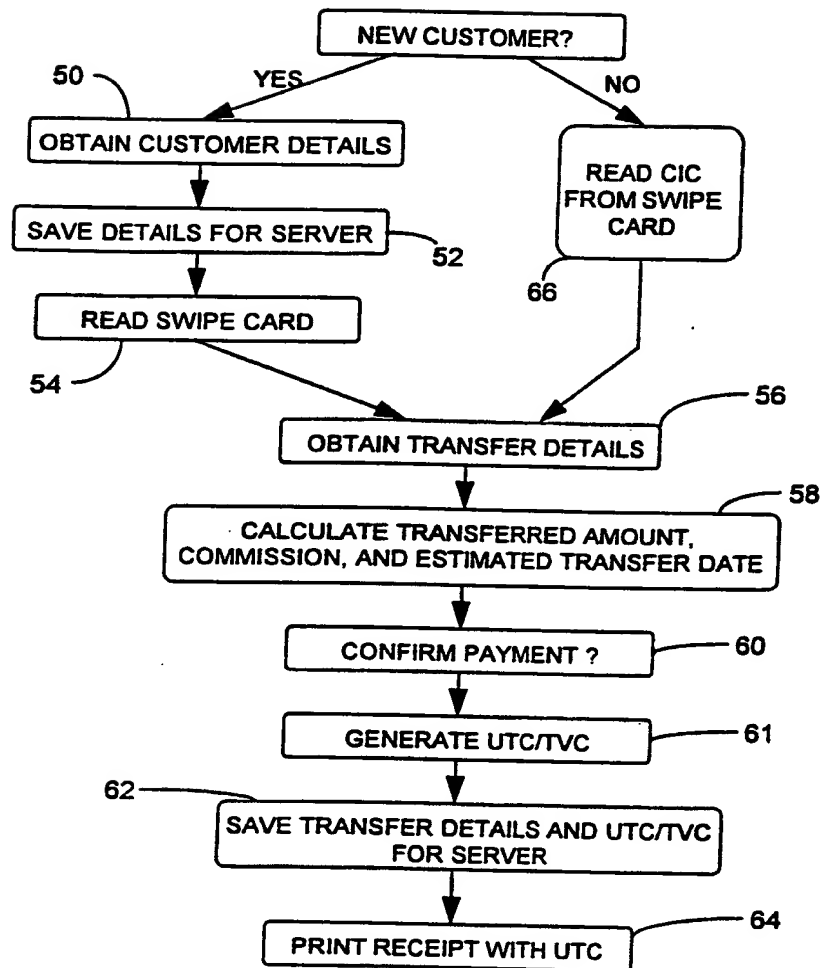 NEW CUSTOMER?
YES
NO
50
OBTAIN CUSTOMER DETAILS
READ CIC
FROM SWIPE
CARD
SAVE DETAILS FOR SERVER
52
66
READ SWIPE CARD
54
56
OBTAIN TRANSFER DETAILS
58
CALCULATE TRANSFERRED AMOUNT,
COMMISSION, AND ESTIMATED TRANSFER DATE
CONFIRM PAYMENT ?
60
GENERATE UTC/TVC
61
62
SAVE TRANSFER DETAILS AND UTC/TVC
FOR SERVER
64
PRINT RECEIPT WITH UTC